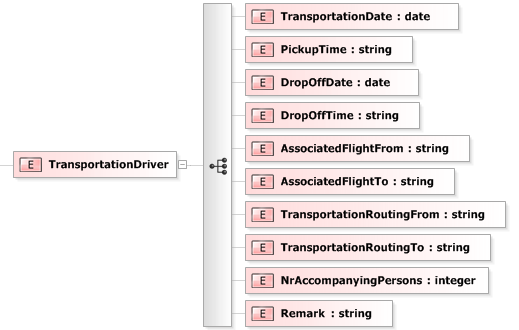 E TransportationDate : date
E PickupTime : string
E DropOffDate : date
E DropOffTime : string
E AssociatedFlightFrom : string
E TransportationDriver
E AssociatedFlightTo : string
E TransportationRoutingFrom : string
E TransportationRoutingTo : string
E NrAccompanyingPersons : integer
E Remark : string